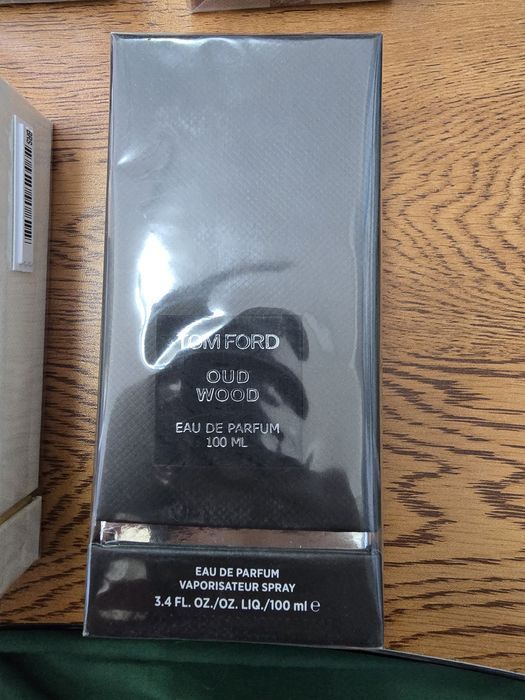 TOM FORD
OUD
WOOD
EAU DE PARFUM
100 ML
EAU DE PARFUM
VAPORISATEUR SPRAY
3.4 FL. OZ./OZ. LIQ./100 ml e